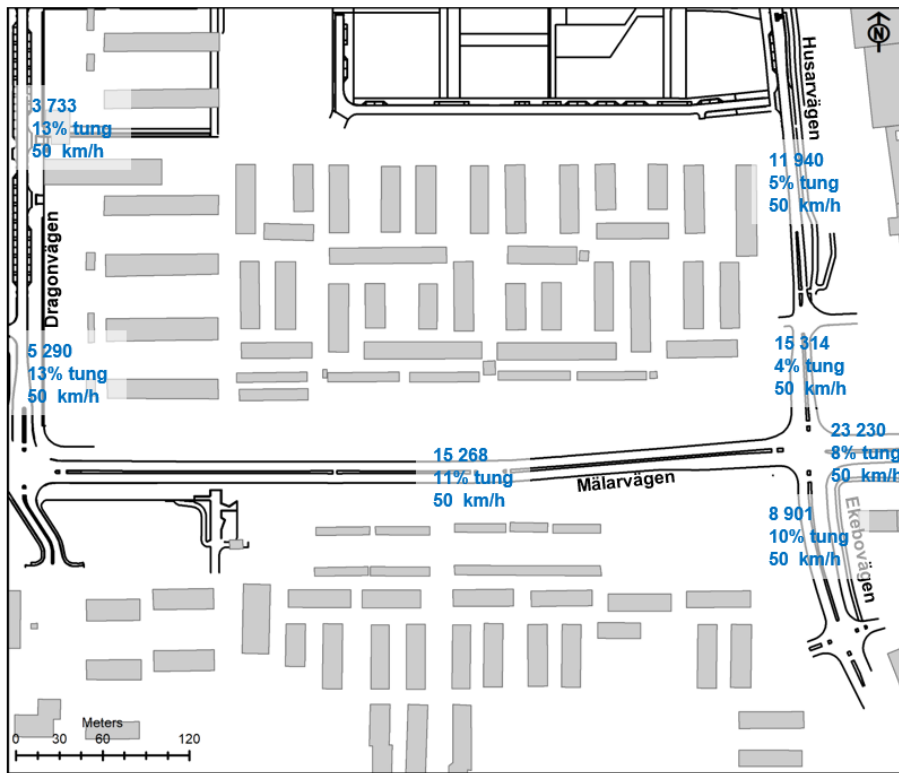 N
Husarvägen
3 733
13% tung
50 km/h
11 940
5% tung
50 km/h
Dragonvägen
5 290
13% tung
50 km/h
15 314
4% tung
50 km/h
23 230
8% tung
50 km/h
15 268
11% tung
50 km/h
Mälarvägen
8 901
10% tung
50 km/h
Ekebovägen
Meters
0 30 60 120